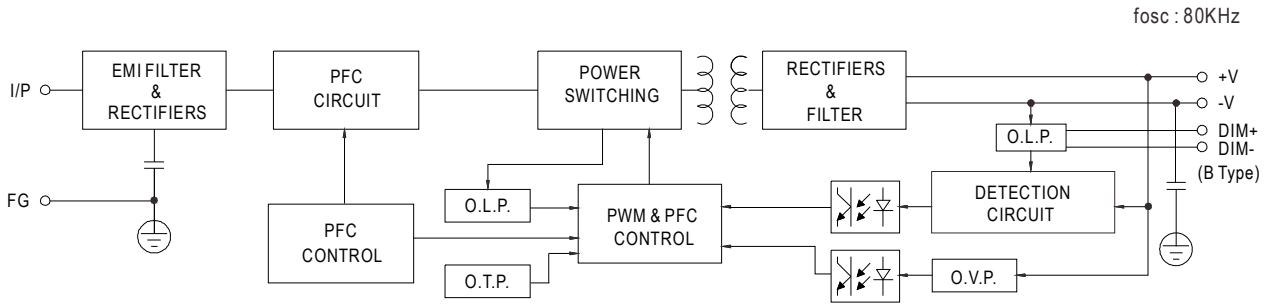 fosc : 80KHz
I/P
EMI FILTER
&
RECTIFIERS
PFC
CIRCUIT
POWER
SWITCHING
RECTIFIERS
&
FILTER
+V
-V
DIM+
DIM-
(B Type)
O.L.P.
FG
O.L.P.
PFC
CONTROL
PWM & PFC
CONTROL
DETECTION
CIRCUIT
O.T.P.
O.V.P.